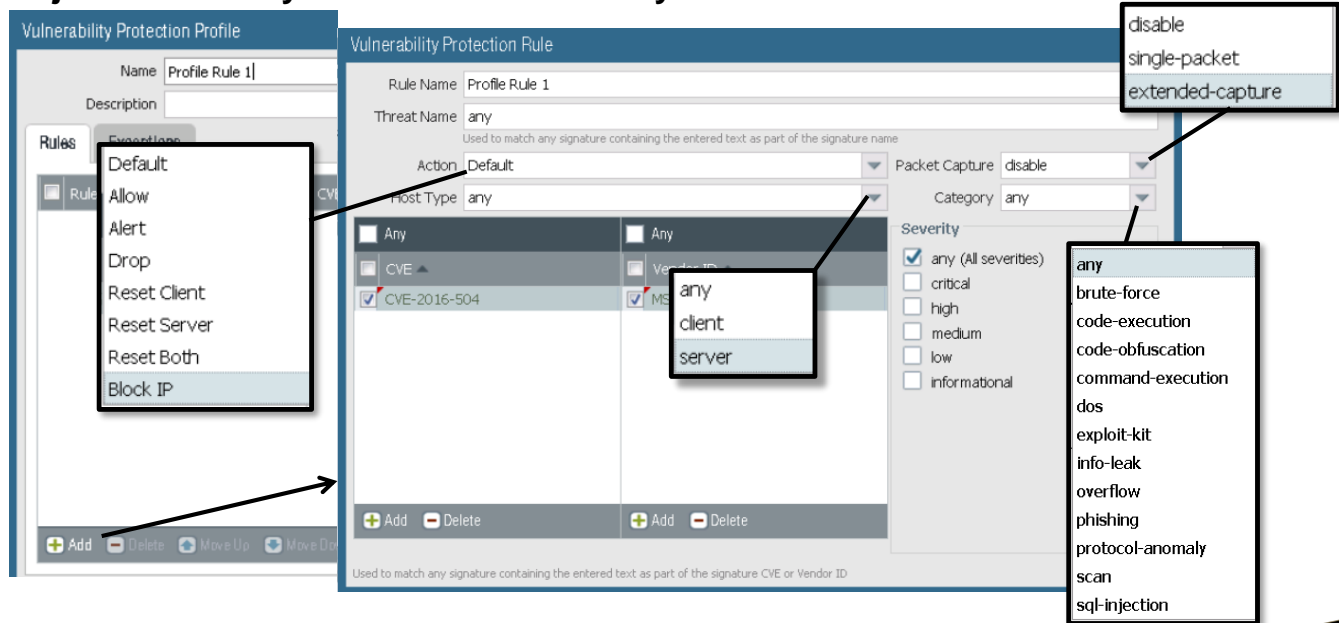 Vulnerability Protection Profile
Name Profile Rule 1
Description
Rules
Default
Allow
Alert
Drop
Reset Client
Reset Server
Reset Both
Block IP
Add Delete Move Up
Vulnerability Protection Rule
Rule Name Profile Rule 1
Threat Name any
Used to match any signature containing the entered text as part of the signature name
Action Default Packet Capture disable
Host Type any Category any
disable
single-packet
extended-capture
Any Any
CVE
CVE-2016-504 MS
Add Delete Add Delete
any
client
server
Severity
any (All severities)
critical
high
medium
low
informational
any
brute-force
code-execution
code-obfuscation
command-execution
dos
exploit-kit
info-leak
overflow
phishing
protocol-anomaly
scan
sql-injection
Used to match any signature containing the entered text as part of the signature CVE or Vendor ID